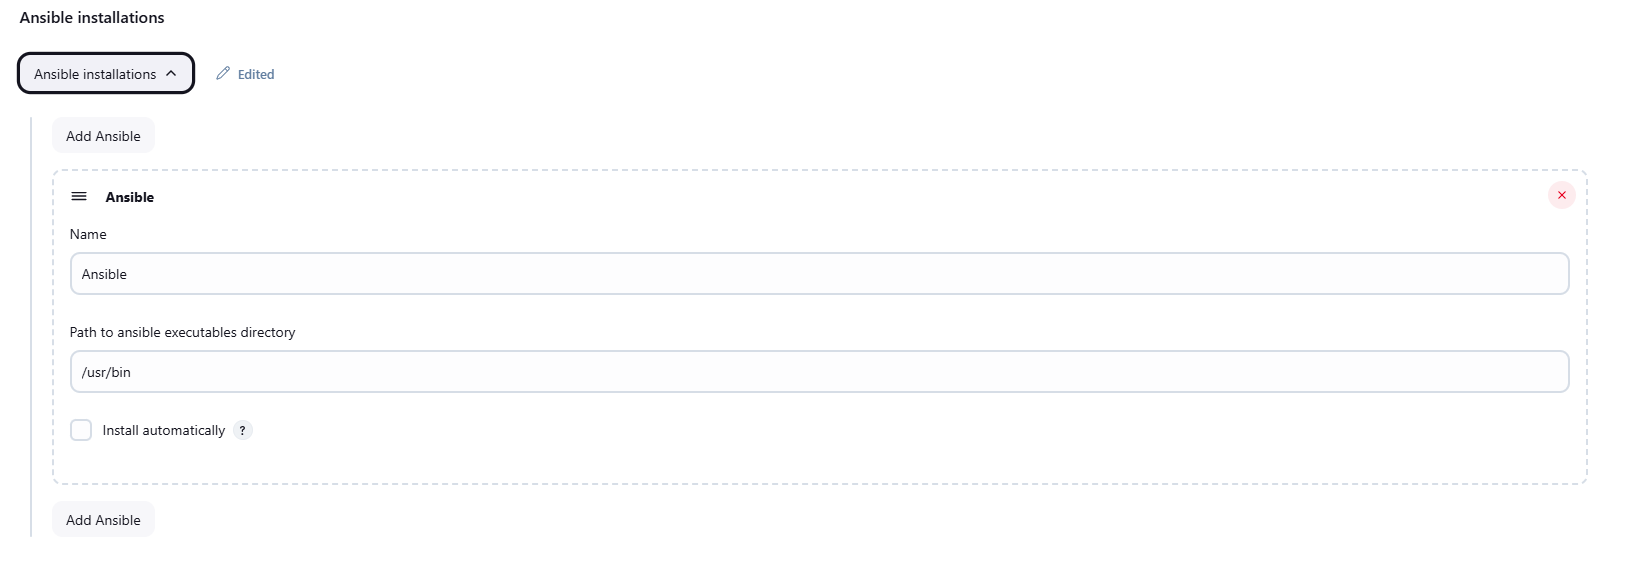 Ansible installations
Ansible installations
Edited
Add Ansible
Ansible
Name
Ansible
Path to ansible executables directory
/usr/bin
Install automatically ?
Add Ansible